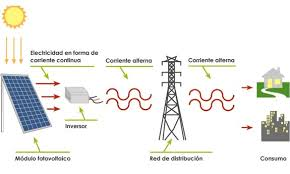 Electricidad en forma de
corriente continua
Corriente alterna
Corriente alterna
Inversor
Módulo fotovoltaico
Red de distribución
Consumo